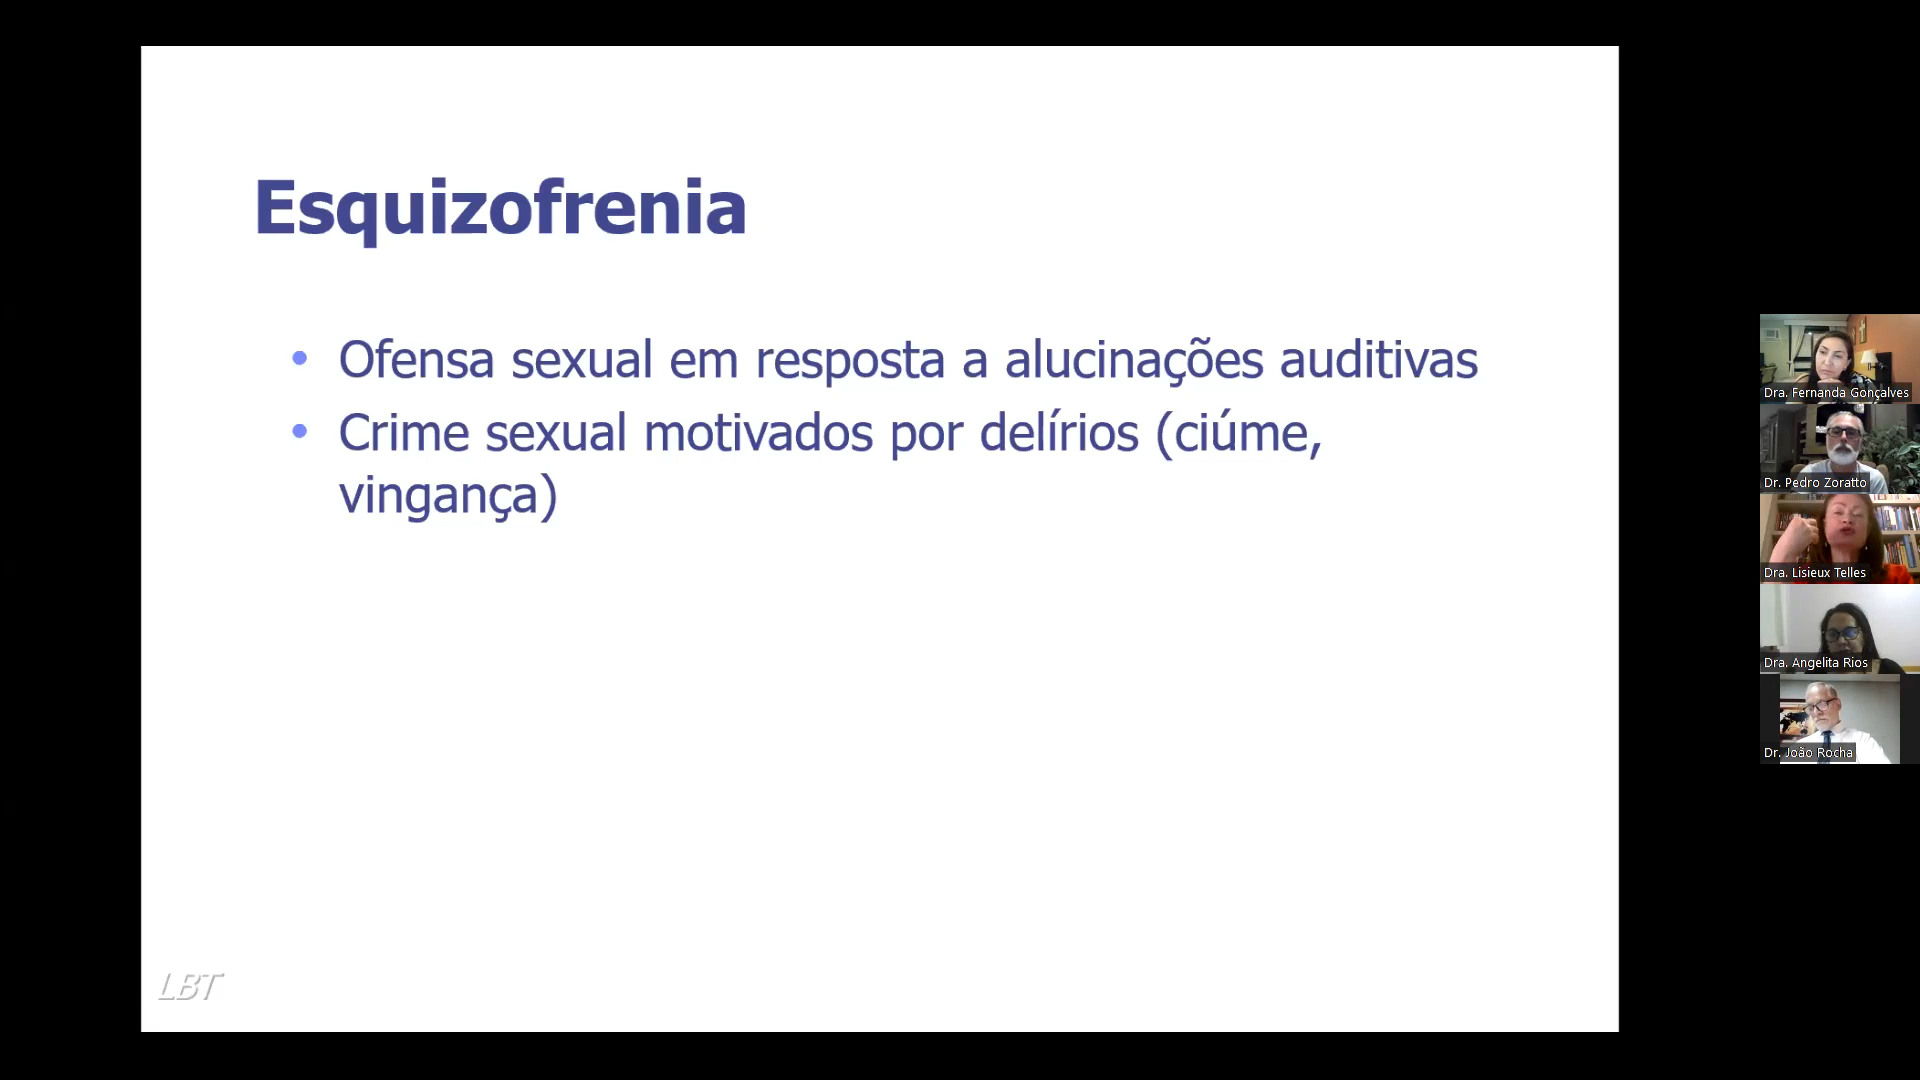 Esquizofrenia
• Ofensa sexual em resposta a alucinações auditivas
• Crime sexual motivados por delírios (ciúme,
vingança)
LBT
Dra. Fernanda Gonçalves
Dr. Pedro Zoratto
Dra. Lisieux Telles
Dra. Angelita Rios
Dr. João Rocha